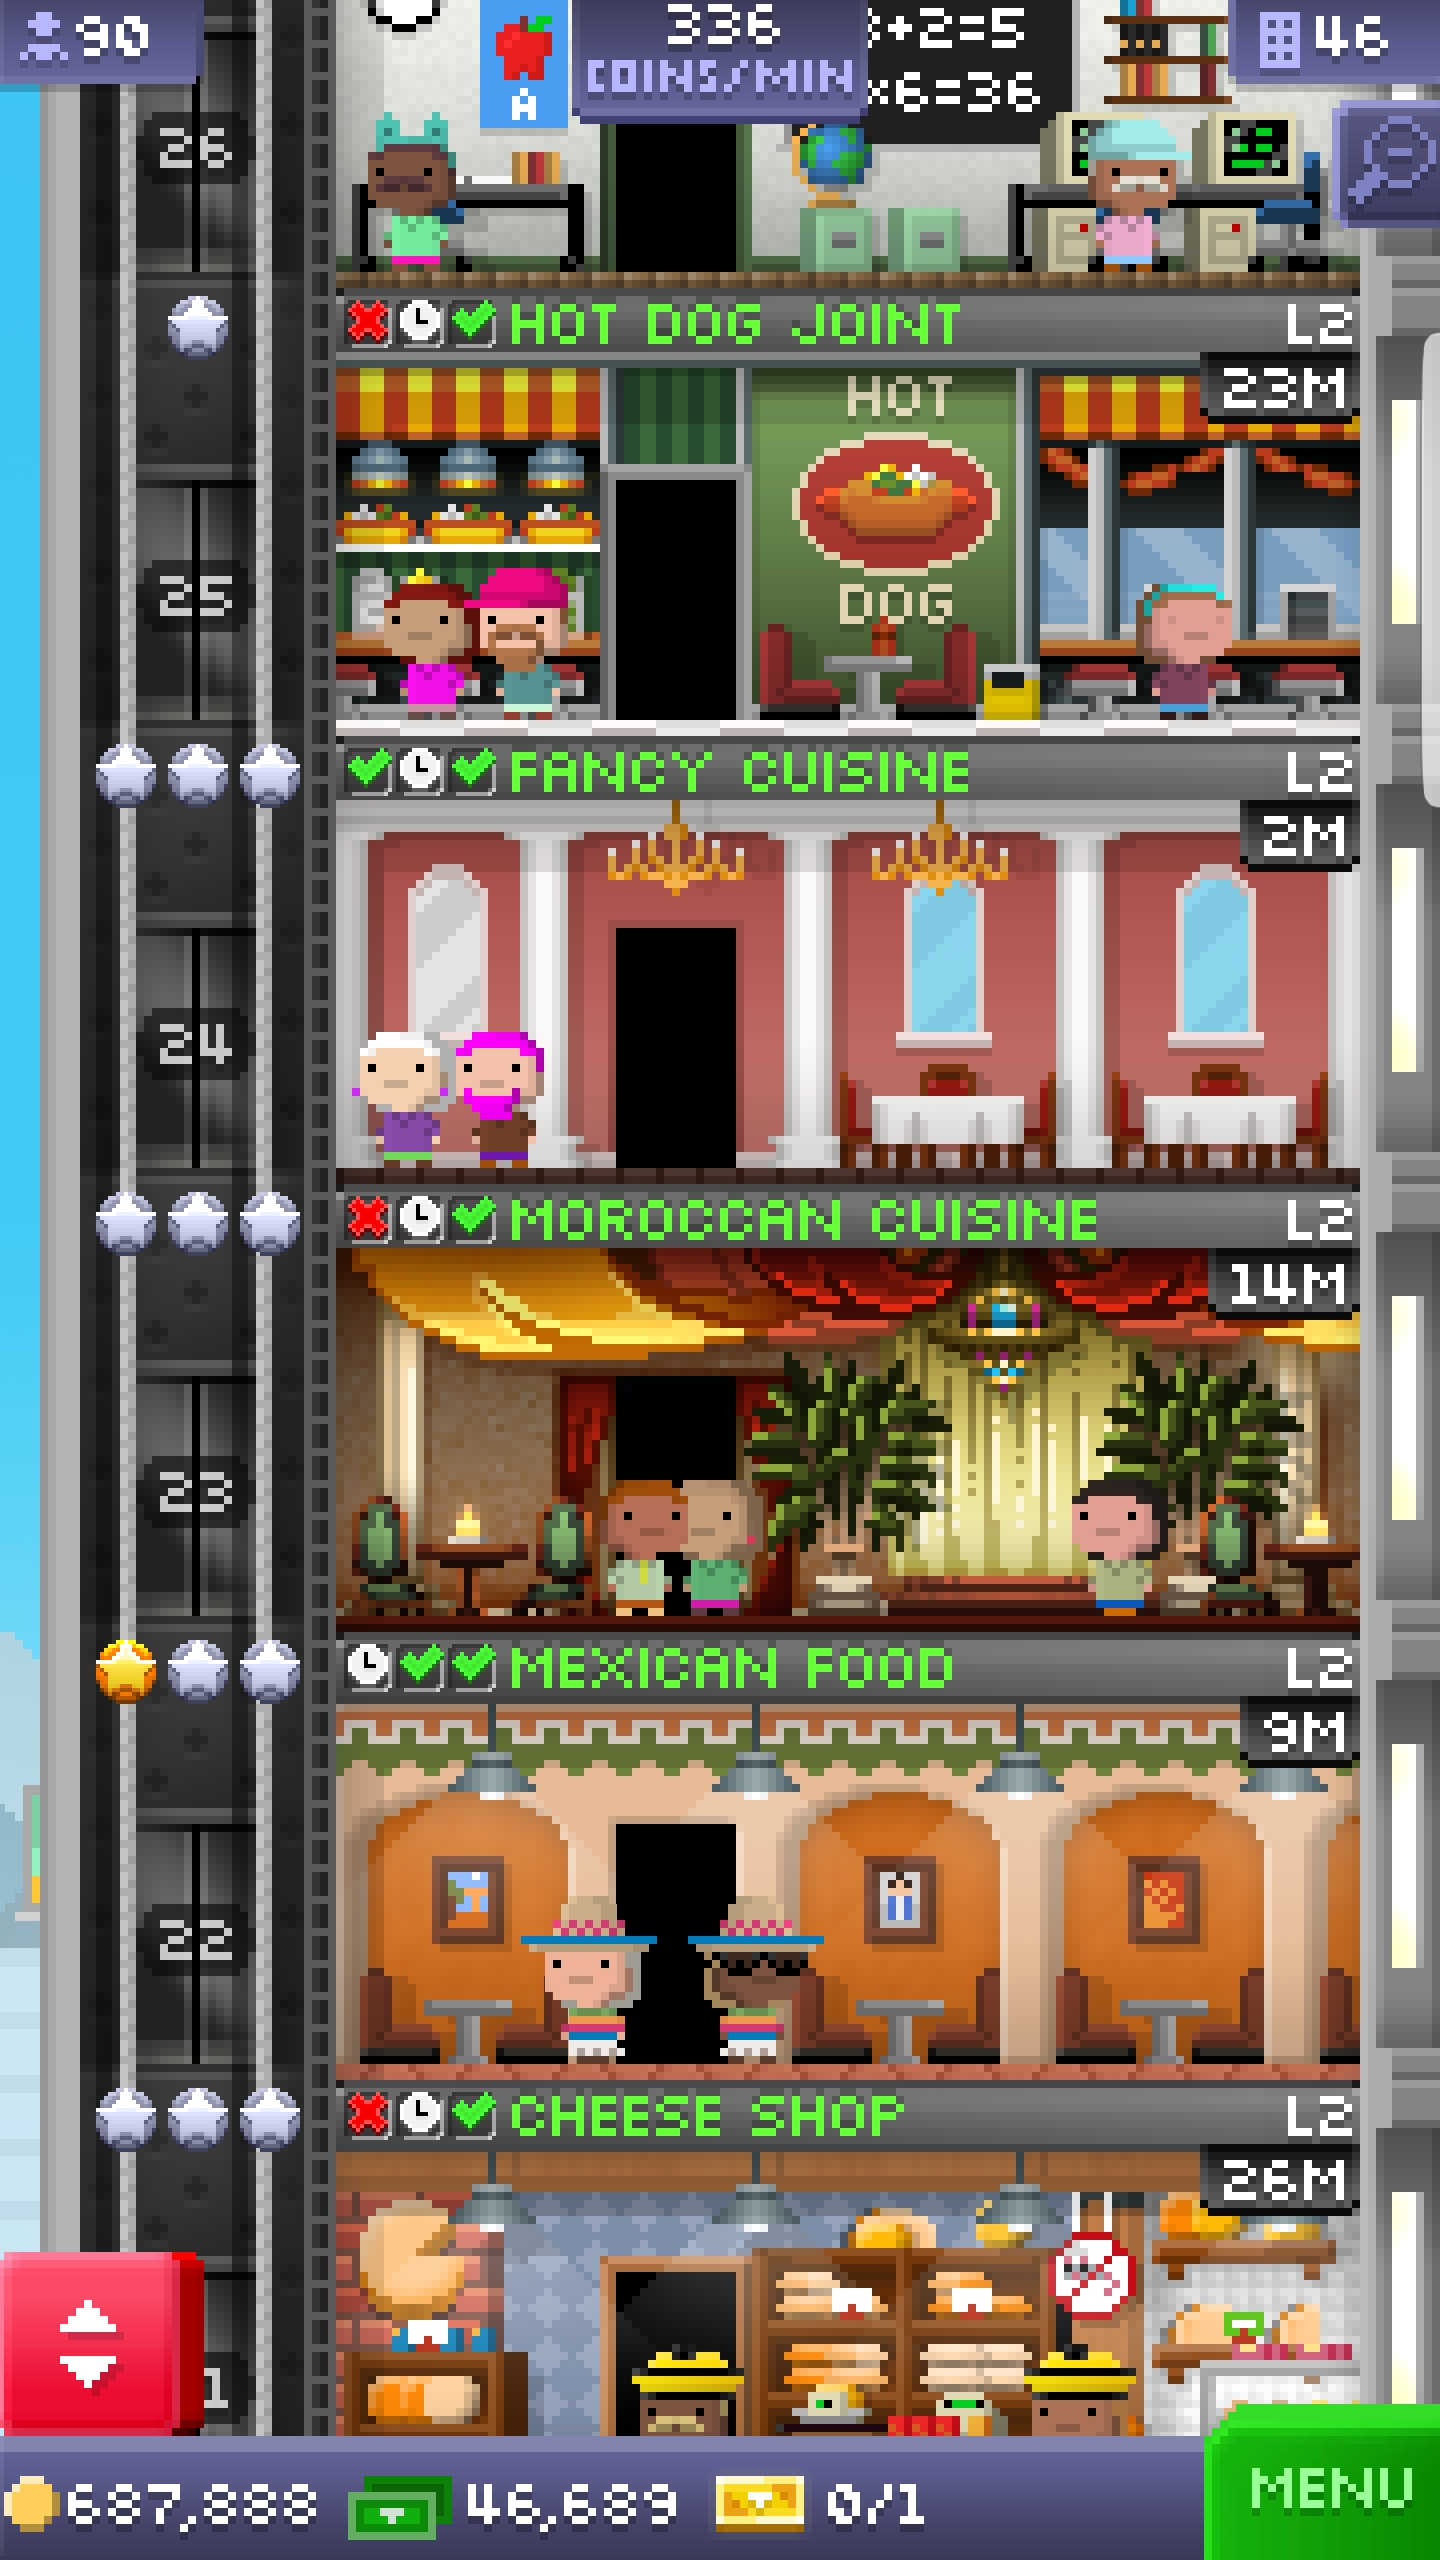 90
336
COINS/MIN
46
+2=5
×6=36
A
26
HOT DOG JOINT
L2
23M
HOT
DOG
25
FANCY CUISINE
L2
2M
24
MOROCCAN CUISINE
L2
14M
23
MEXICAN FOOD
L2
9M
22
CHEESE SHOP
L2
26M
1
687,888
46,689
0/1
MENU